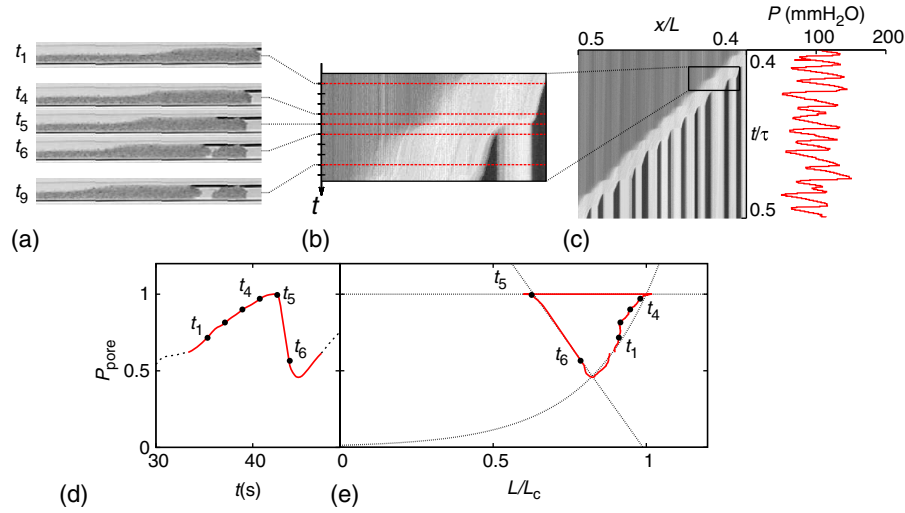 x/L
P (mmH2O)
0.5 0.4 100 200
t1
t4
t5
t6
t9
t
0.4
t/τ
0.5
(a) (b) (c)
1
0.5
0
Ppore
t1
t4
t5
t6
30 40
t(s)
t5
t4
t1
t6
0 0.5 1
L/Lc
(d) (e)